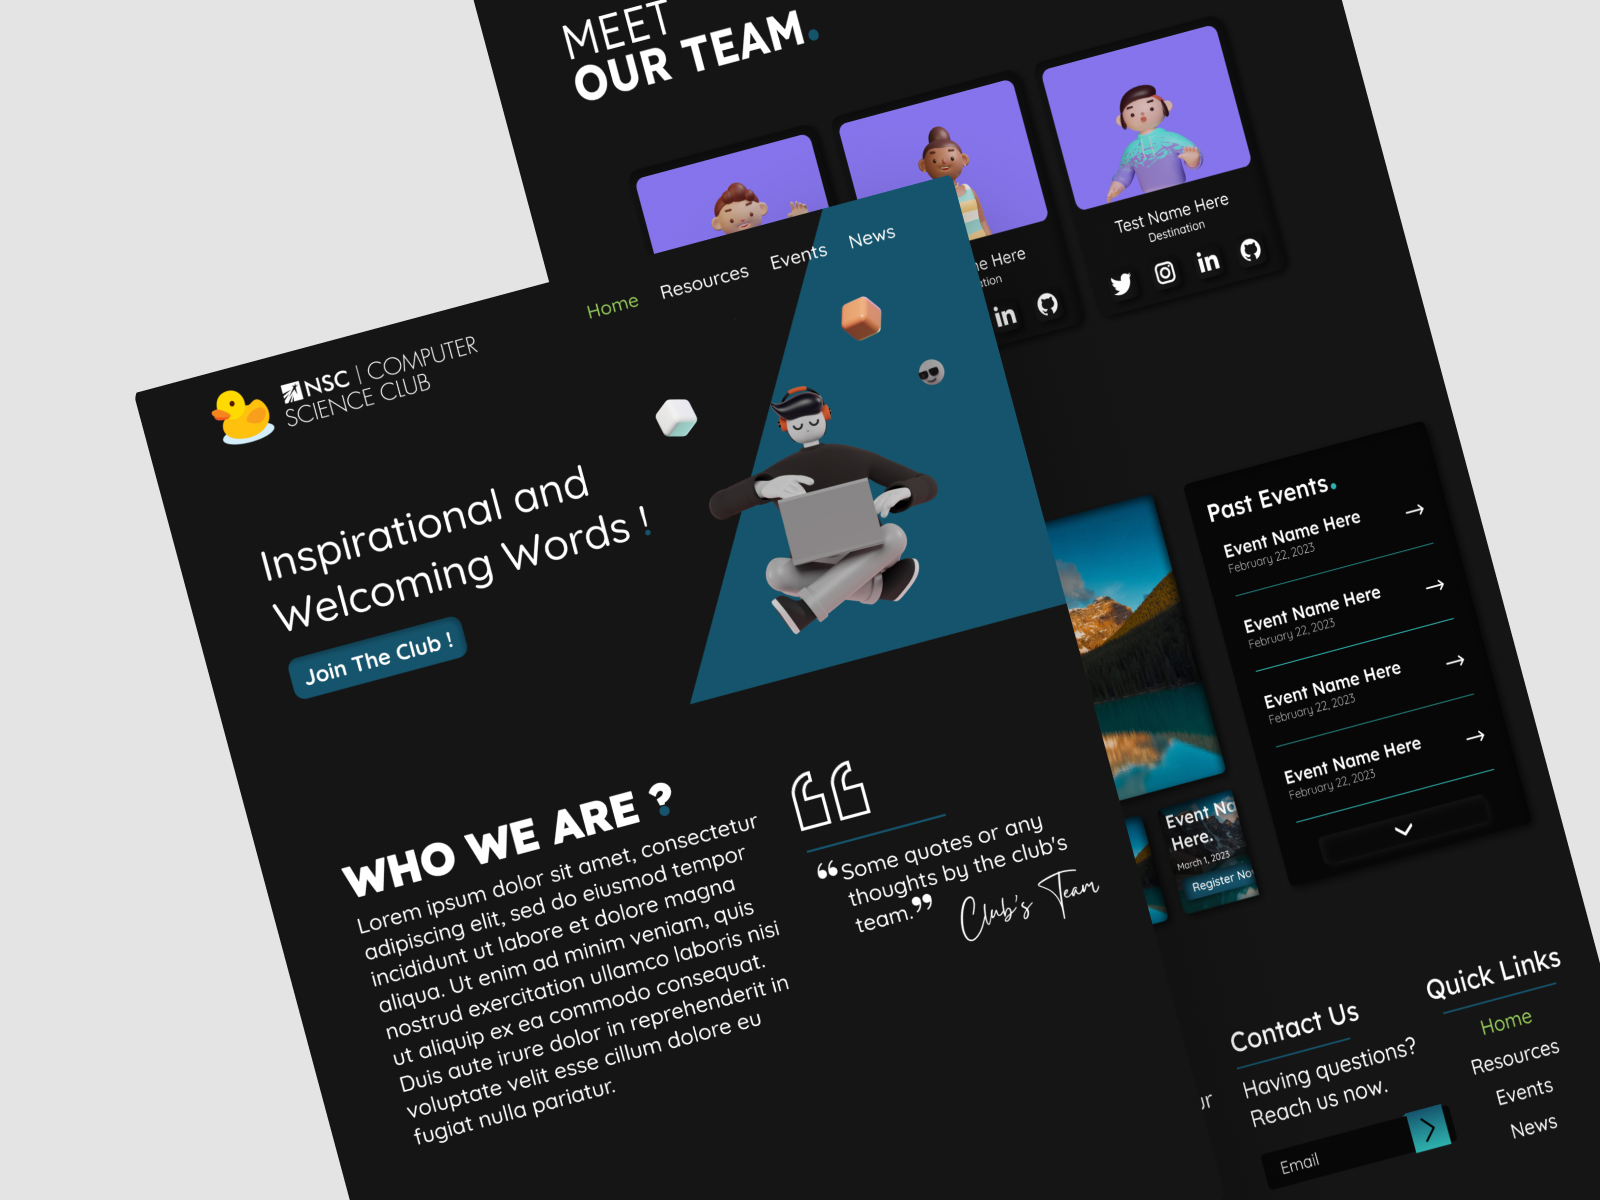 MEET
OUR TEAM.
Test Name Here
Destination
Here
Home
Resources
Events
News
NSC | COMPUTER
SCIENCE CLUB
Inspirational and
Welcoming Words !
Join The Club !
WHO WE ARE ?
Lorem ipsum dolor sit amet, consectetur
adipiscing elit, sed do eiusmod tempor
incididunt ut labore et dolore magna
aliqua. Ut enim ad minim veniam, quis
nostrud exercitation ullamco laboris nisi
ut aliquip ex ea commodo consequat.
Duis aute irure dolor in reprehenderit in
voluptate velit esse cillum dolore eu
fugiat nulla pariatur.
“Some quotes or any
thoughts by the club's
team.”
Club's Team
Past Events.
Event Name Here
February 22, 2023
Event Name Here
February 22, 2023
Event Name Here
February 22, 2023
Event Name Here
February 22, 2023
Event Na
Here.
March 1, 2023
Register No
Contact Us
Having questions?
Reach us now.
Email
Quick Links
Home
Resources
Events
News